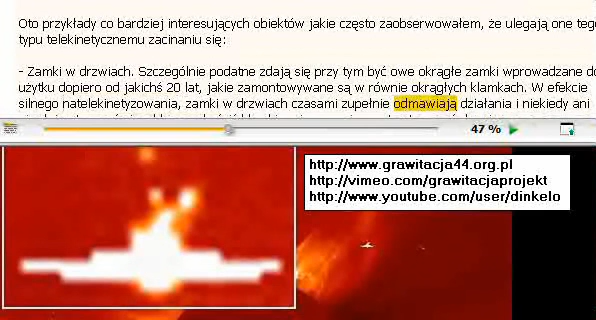 Oto przykłady co bardziej interesujących obiektów jakie często zaobserwowałem, że ulegają one tego
typu telekinetycznemu zacinaniu się:
- Zamki w drzwiach. Szczególnie podatne zdają się przy tym być owe okrągłe zamki wprowadzane do
użytku dopiero od jakichś 20 lat, jakie zamontowywane są w równie okrągłych klamkach. W efekcie
silnego natelekinetyzowania, zamki w drzwiach czasami zupełnie odmawiają działania i niekiedy ani
47 %
http://www.grawitacja44.org.pl
http://vimeo.com/grawitacjaprojekt
http://www.youtube.com/user/dinkelo